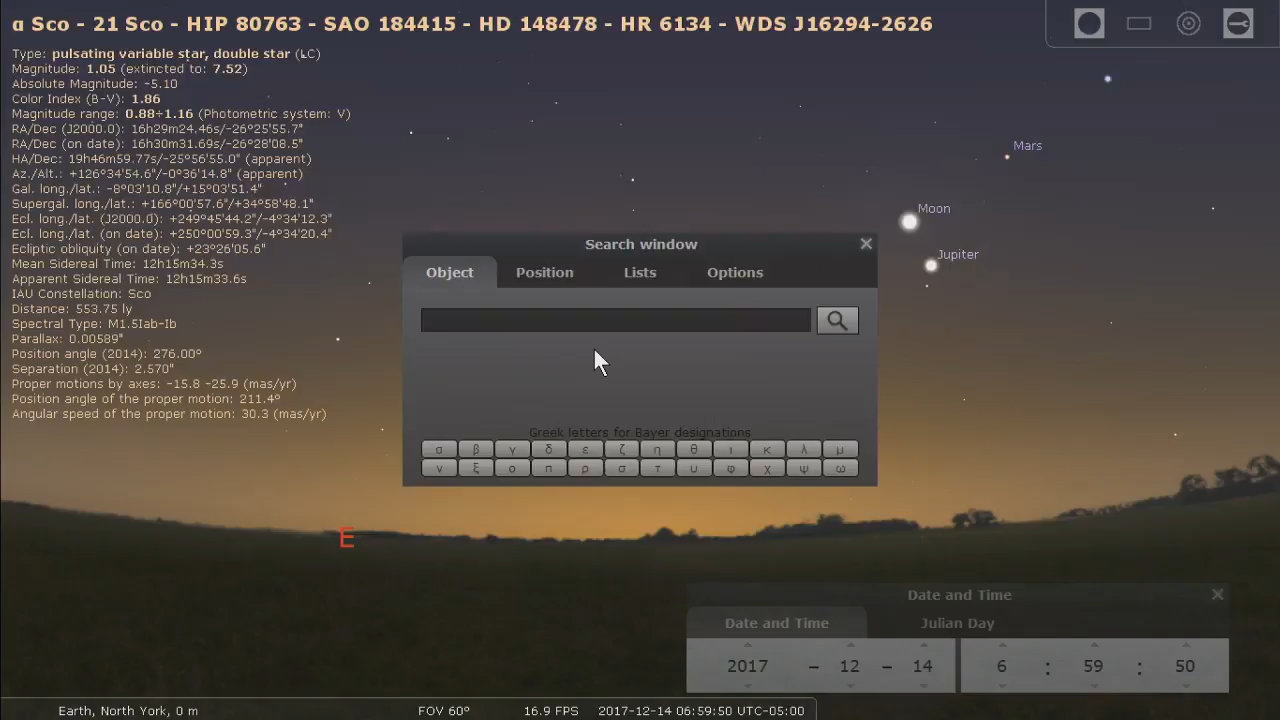 α Sco - 21 Sco - HIP 80763 - SAO 184415 - HD 148478 - HR 6134 - WDS J16294-2626
Type: pulsating variable star, double star (LC)
Magnitude: 1.05 (extincted to: 7.52)
Absolute Magnitude: -5.10
Color Index (B-V): 1.86
Magnitude range: 0.88÷1.16 (Photometric system: V)
RA/Dec (J2000.0): 16h29m24.46s/-26°25'55.7"
RA/Dec (on date): 16h30m31.69s/-26°28'08.5"
HA/Dec: 19h46m59.77s/-25°56'55.0" (apparent)
Az./Alt.: +126°34'54.6"/-0°36'14.8" (apparent)
Gal. long./lat.: -8°03'10.8"/+15°03'51.4"
Supergal. long./lat.: +166°00'57.6"/+34°58'48.1"
Ecl. long./lat. (J2000.0): +249°45'44.2"/-4°34'12.3"
Ecl. long./lat. (on date): +250°00'59.3"/-4°34'20.4"
Ecliptic obliquity (on date): +23°26'05.6"
Mean Sidereal Time: 12h15m34.3s
Apparent Sidereal Time: 12h15m33.6s
IAU Constellation: Sco
Distance: 553.75 ly
Spectral Type: M1.5Iab-Ib
Parallax: 0.00589"
Position angle (2014): 276.00°
Separation (2014): 2.570"
Proper motions by axes: -15.8 -25.9 (mas/yr)
Position angle of the proper motion: 211.4°
Angular speed of the proper motion: 30.3 (mas/yr)
Mars
Moon
Jupiter
Search window
Object Position Lists Options
Greek letters for Bayer designations
α β γ δ ε ζ η θ ι κ λ μ
ν ξ ο π ρ σ τ υ φ χ ψ ω
E
Date and Time
Date and Time Julian Day
2017 - 12 - 14 6 : 59 : 50
Earth, North York, 0 m FOV 60° 16.9 FPS 2017-12-14 06:59:50 UTC-05:00